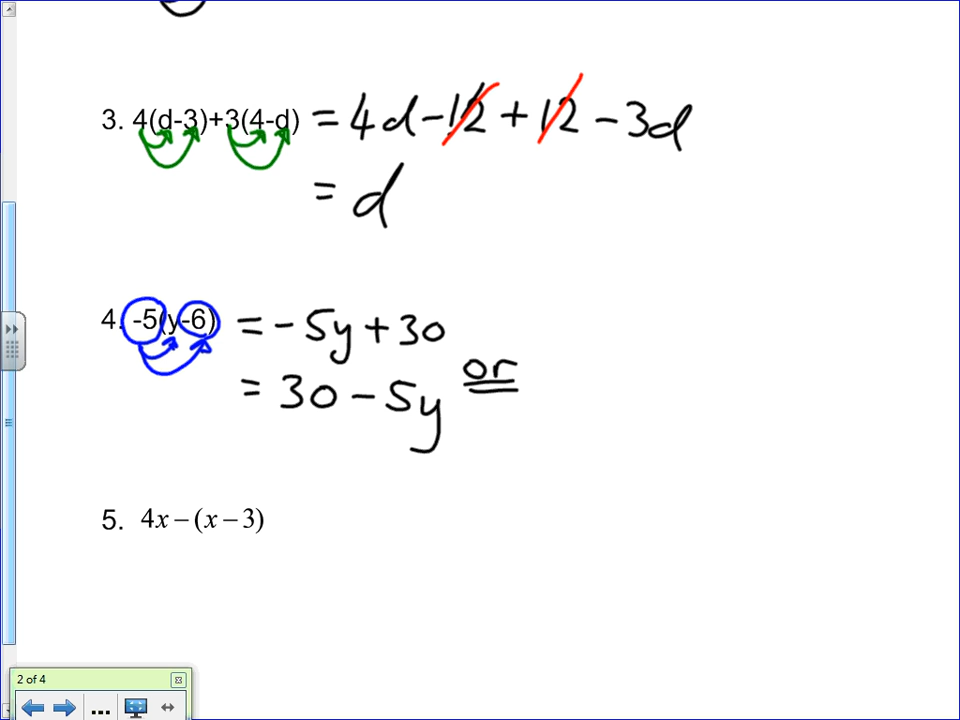 3. 4(d-3)+3(4-d) = 4d - 12 + 12 - 3d
= d
4. -5(y-6) = - 5y + 30
= 30 - 5y or
5. 4x – (x – 3)
2 of 4
...